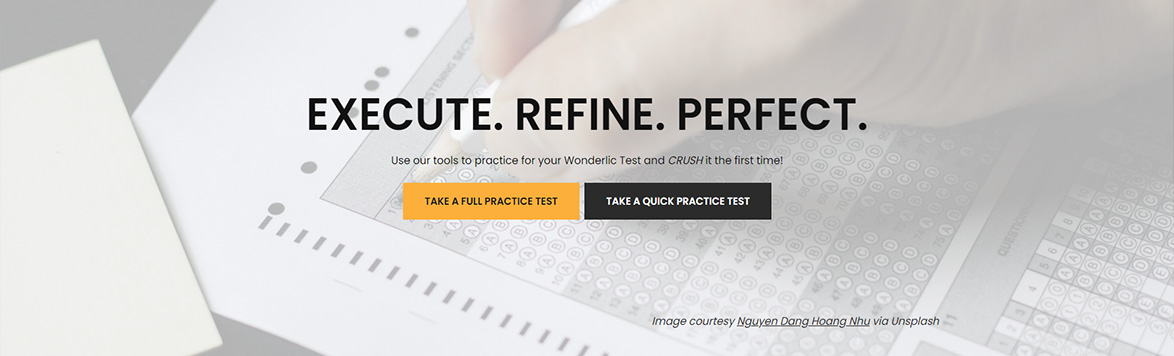 EXECUTE. REFINE. PERFECT.
Use our tools to practice for your Wonderlic Test and CRUSH it the first time!
TAKE A FULL PRACTICE TEST
TAKE A QUICK PRACTICE TEST
Image courtesy Nguyen Dang Hoang Nhu via Unsplash